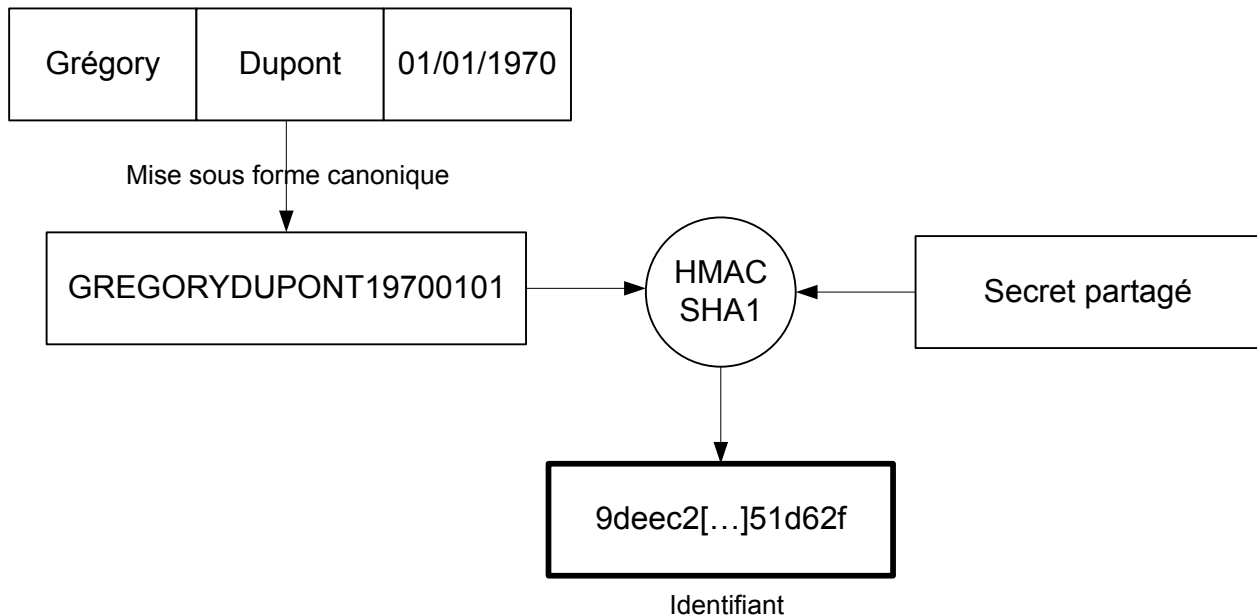 Grégory
Dupont
01/01/1970
Mise sous forme canonique
GREGORYDUPONT19700101
HMAC
SHA1
Secret partagé
9deec2[…]51d62f
Identifiant